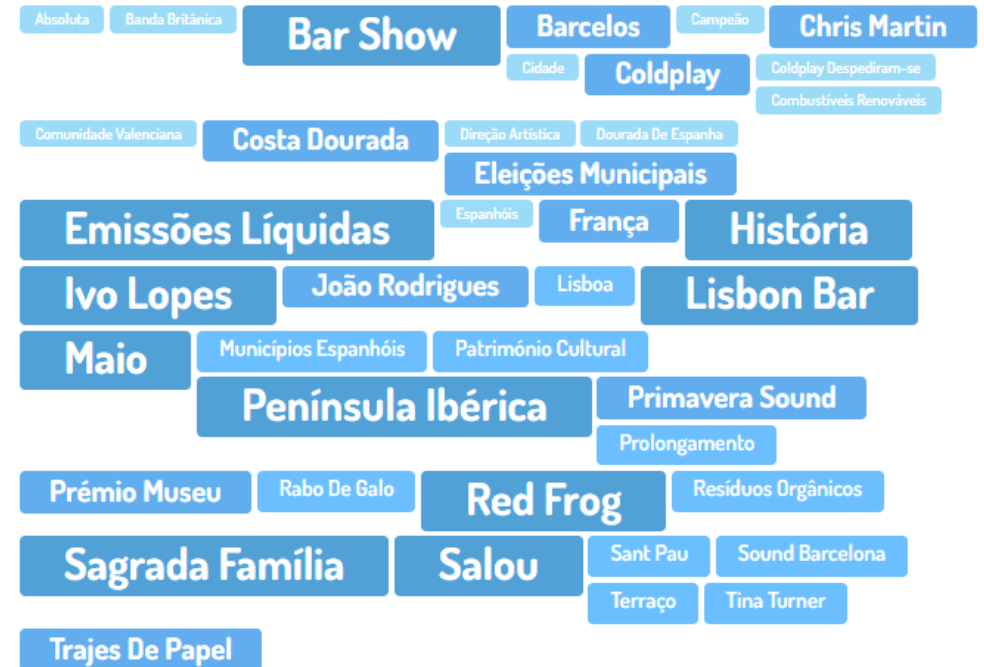 Absoluta Banda Britânica Bar Show Barcelos Campeão Chris Martin
Cidade Coldplay Coldplay Despediram-se
Combustíveis Renováveis
Comunidade Valenciana Costa Dourada Direção Artística Dourada De Espanha
Eleições Municipais
Emissões Líquidas Espanhóis França História
Ivo Lopes João Rodrigues Lisboa Lisbon Bar
Maio Municípios Espanhóis Património Cultural
Península Ibérica Primavera Sound
Prolongamento
Prémio Museu Rabo De Galo Red Frog Resíduos Orgânicos
Sagrada Família Salou Sant Pau Sound Barcelona
Terraço Tina Turner
Trajes De Papel